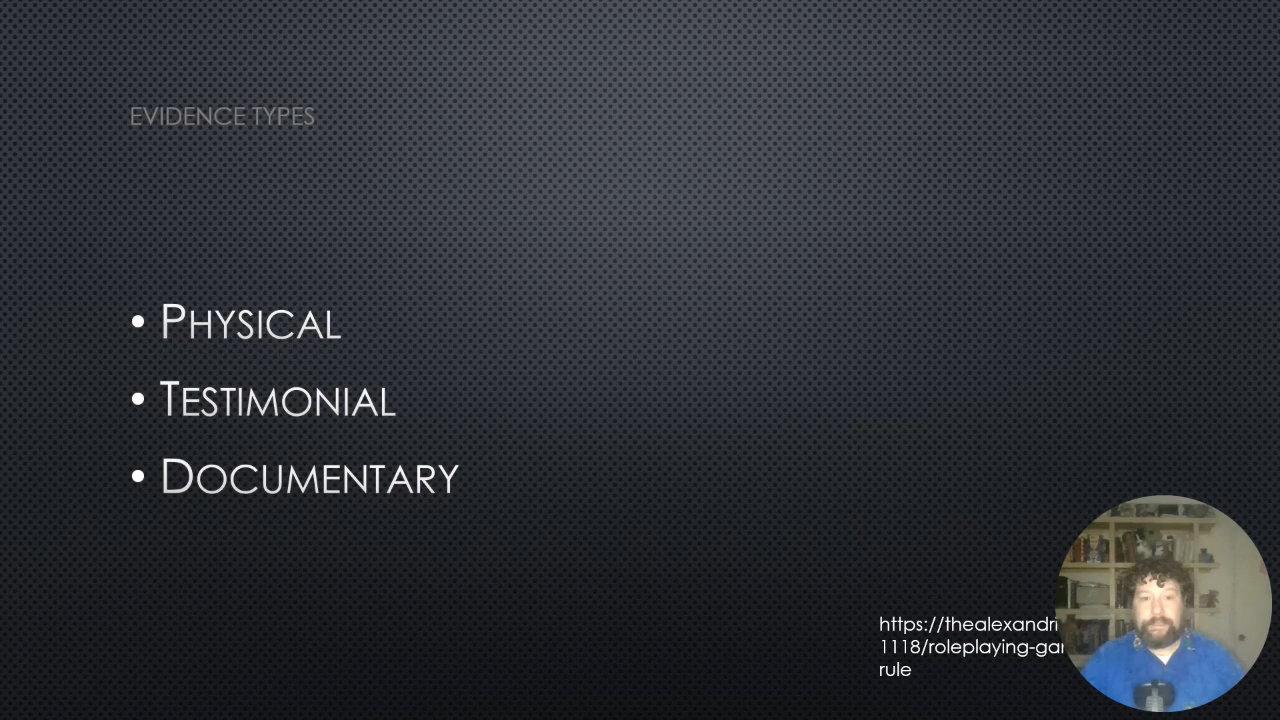 EVIDENCE TYPES
• PHYSICAL
• TESTIMONIAL
• DOCUMENTARY
https://thealexandri
1118/roleplaying-gar
rule